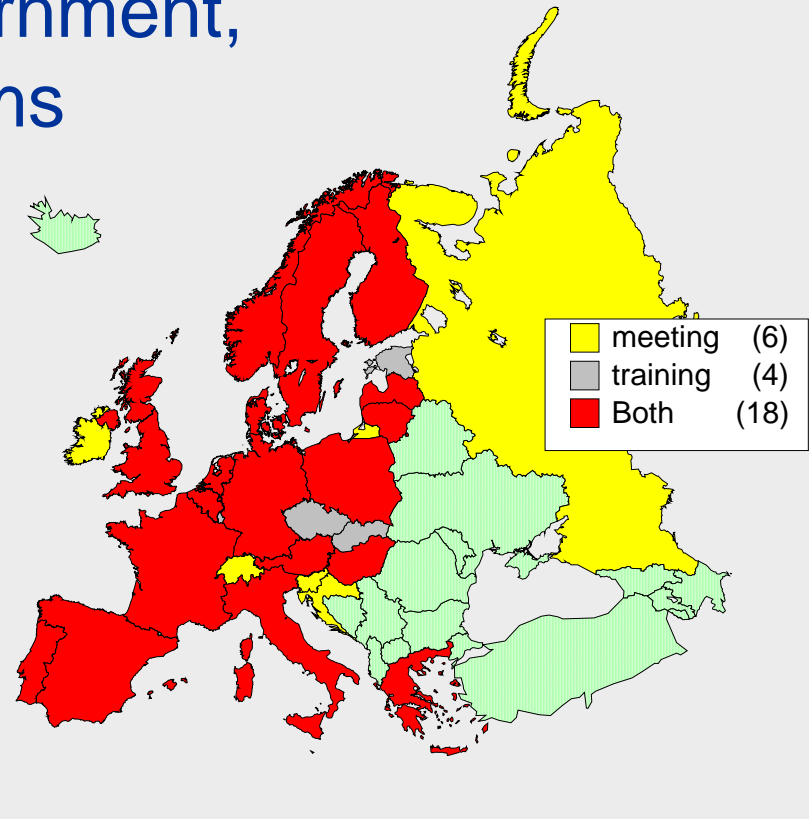 rnment,
ns
meeting (6)
training (4)
Both (18)